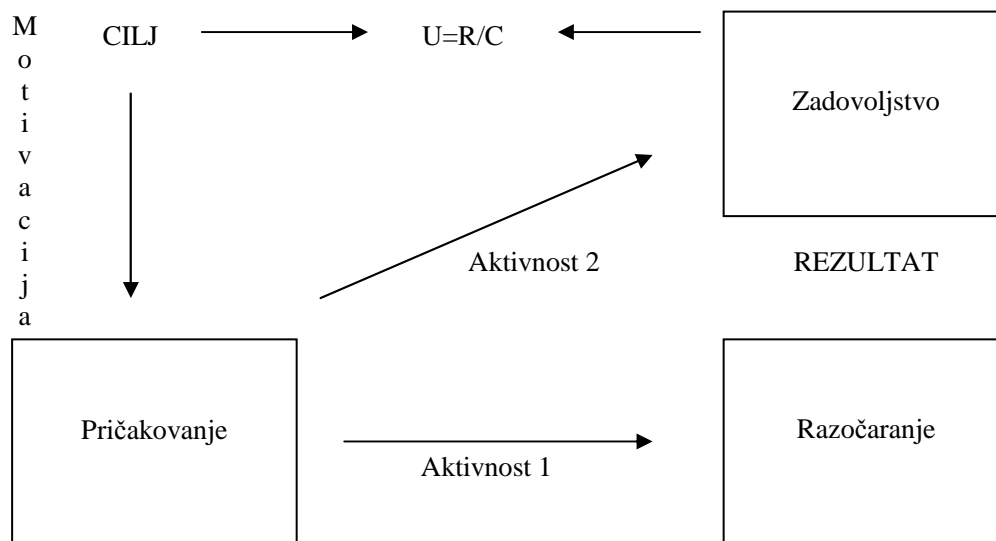 Motivacija
CILJ
U=R/C
Zadovoljstvo
Aktivnost 2
REZULTAT
Pričakovanje
Razočaranje
Aktivnost 1